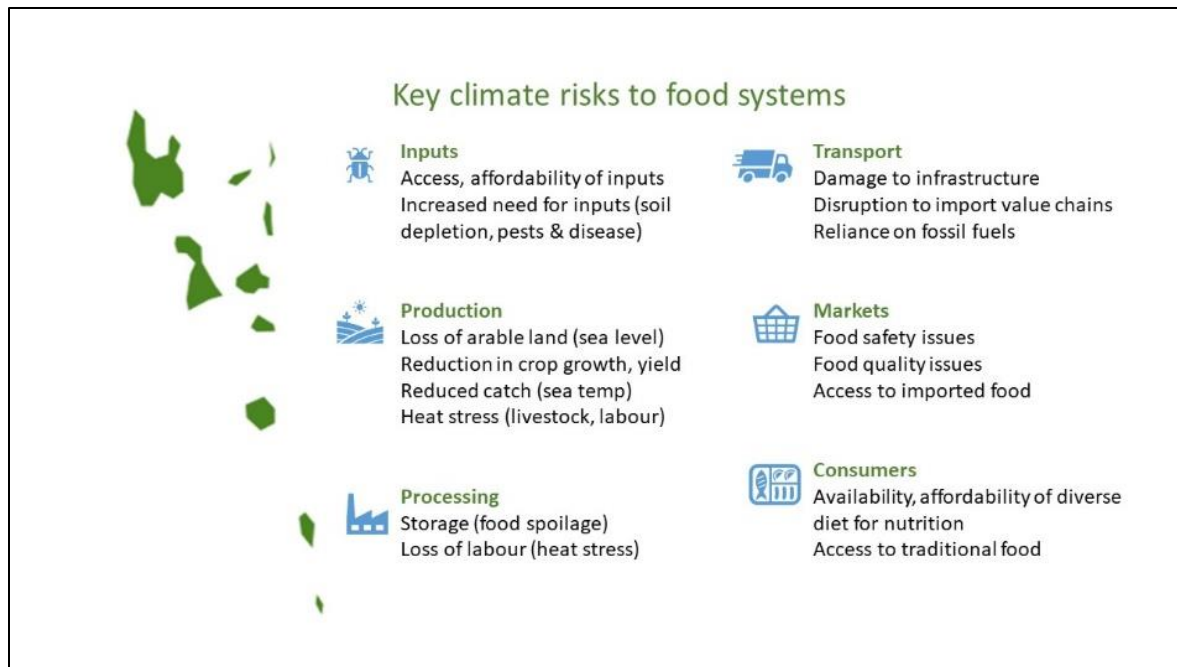 Key climate risks to food systems
Inputs
Access, affordability of inputs
Increased need for inputs (soil
depletion, pests & disease)
Production
Loss of arable land (sea level)
Reduction in crop growth, yield
Reduced catch (sea temp)
Heat stress (livestock, labour)
Processing
Storage (food spoilage)
Loss of labour (heat stress)
Transport
Damage to infrastructure
Disruption to import value chains
Reliance on fossil fuels
Markets
Food safety issues
Food quality issues
Access to imported food
Consumers
Availability, affordability of diverse
diet for nutrition
Access to traditional food